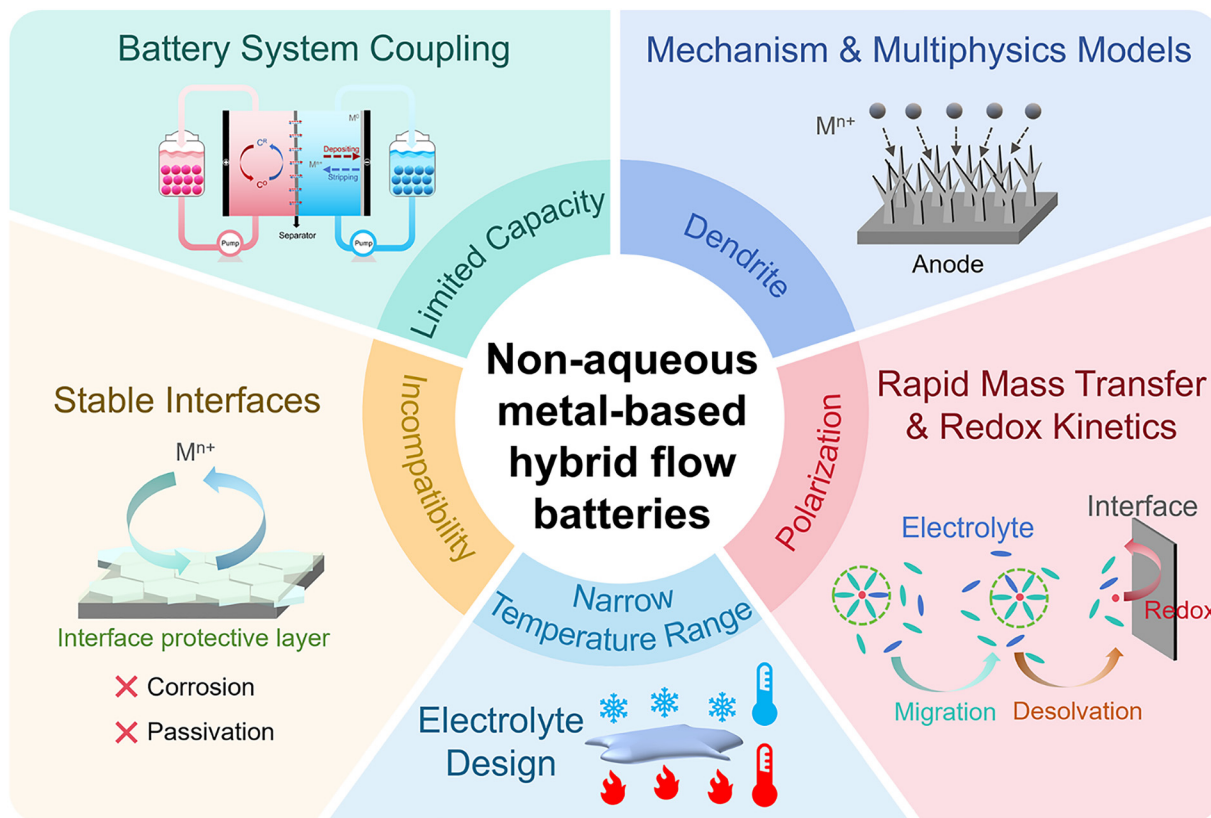 Battery System Coupling
M⁰
Cᴿ
Cᴼ
Mⁿ⁺
Depositing
Stripping
Pump
Separator
Pump
Limited Capacity
Mechanism & Multiphysics Models
Mⁿ⁺
Anode
Dendrite
Stable Interfaces
Mⁿ⁺
Interface protective layer
Corrosion
Passivation
Incompatibility
Non-aqueous
metal-based
hybrid flow
batteries
Polarization
Rapid Mass Transfer
& Redox Kinetics
Electrolyte
Interface
Redox
Migration
Desolvation
Narrow
Temperature Range
Electrolyte
Design